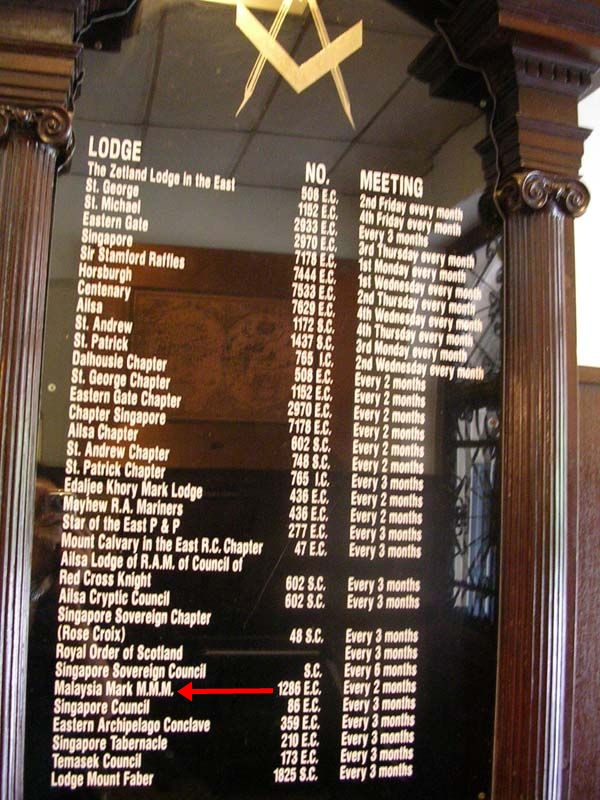 LODGE NO. MEETING
The Zetland Lodge in the East 508 E.C. 2nd Friday every month
St. George 1152 E.C. 4th Friday every month
St. Michael 2933 E.C. Every 3 months
Eastern Gate 2970 E.C. 3rd Thursday every month
Singapore 7178 E.C. 1st Monday every month
Sir Stamford Raffles 7444 E.C. 1st Wednesday every month
Horsburgh 7533 E.C. 2nd Thursday every month
Centenary 7629 E.C. 4th Wednesday every month
Ailsa 1172 S.C. 4th Thursday every month
St. Andrew 1437 S.C. 3rd Monday every month
St. Patrick 765 I.C. 2nd Wednesday every month
Dalhousie Chapter 508 E.C. Every 2 months
St. George Chapter 1152 E.C. Every 2 months
Eastern Gate Chapter 2970 E.C. Every 2 months
Chapter Singapore 7178 E.C. Every 2 months
Ailsa Chapter 602 S.C. Every 2 months
St. Andrew Chapter 748 S.C. Every 2 months
St. Patrick Chapter 765 I.C. Every 3 months
Edaljee Khory Mark Lodge 436 E.C. Every 2 months
Mayhew R.A. Mariners 436 E.C. Every 2 months
Star of the East P & P 277 E.C. Every 3 months
Mount Calvary in the East R.C. Chapter 47 E.C. Every 3 months
Ailsa Lodge of R.A.M. of Council of
Red Cross Knight 602 S.C. Every 3 months
Ailsa Cryptic Council 602 S.C. Every 3 months
Singapore Sovereign Chapter
(Rose Croix) 48 S.C. Every 3 months
Royal Order of Scotland Every 3 months
Singapore Sovereign Council S.C. Every 6 months
Malaysia Mark M.M.M. 1286 E.C. Every 2 months
Singapore Council 86 E.C. Every 3 months
Eastern Archipelago Conclave 359 E.C. Every 3 months
Singapore Tabernacle 210 E.C. Every 3 months
Temasek Council 173 E.C. Every 3 months
Lodge Mount Faber 1825 S.C. Every 3 months